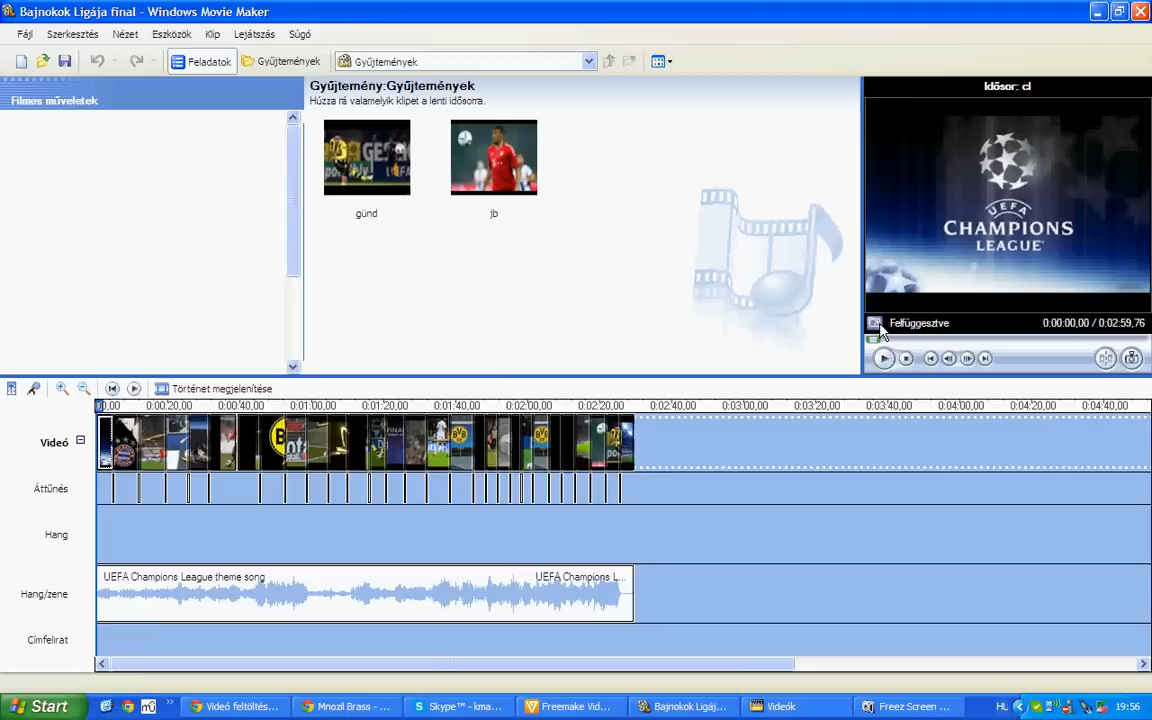 Bajnokok Ligája final - Windows Movie Maker
Fájl Szerkesztés Nézet Eszközök Klip Lejátszás Súgó
Feladatok Gyűjtemények Gyűjtemények
Filmes műveletek
Gyűjtemény:Gyűjtemények
Húzza rá valamelyik klipet a lenti idősorra.
günd
jb
Idősor: cl
UEFA
CHAMPIONS
LEAGUE
Felfüggesztve 0:00:00,00 / 0:02:59,76
Történet megjelenítése
00,00 0:00:20,00 0:00:40,00 0:01:00,00 0:01:20,00 0:01:40,00 0:02:00,00 0:02:20,00 0:02:40,00 0:03:00,00 0:03:20,00 0:03:40,00 0:04:00,00 0:04:20,00 0:04:40,00
Videó
Áttűnés
Hang
UEFA Champions League theme song UEFA Champions L...
Hang/zene
Címfelirat
Start Videó feltöltés... Mnozil Brass - ... Skype™ - kma... Freemake Vid... Bajnokok Ligáj... Videók Freez Screen ... HU 19:56